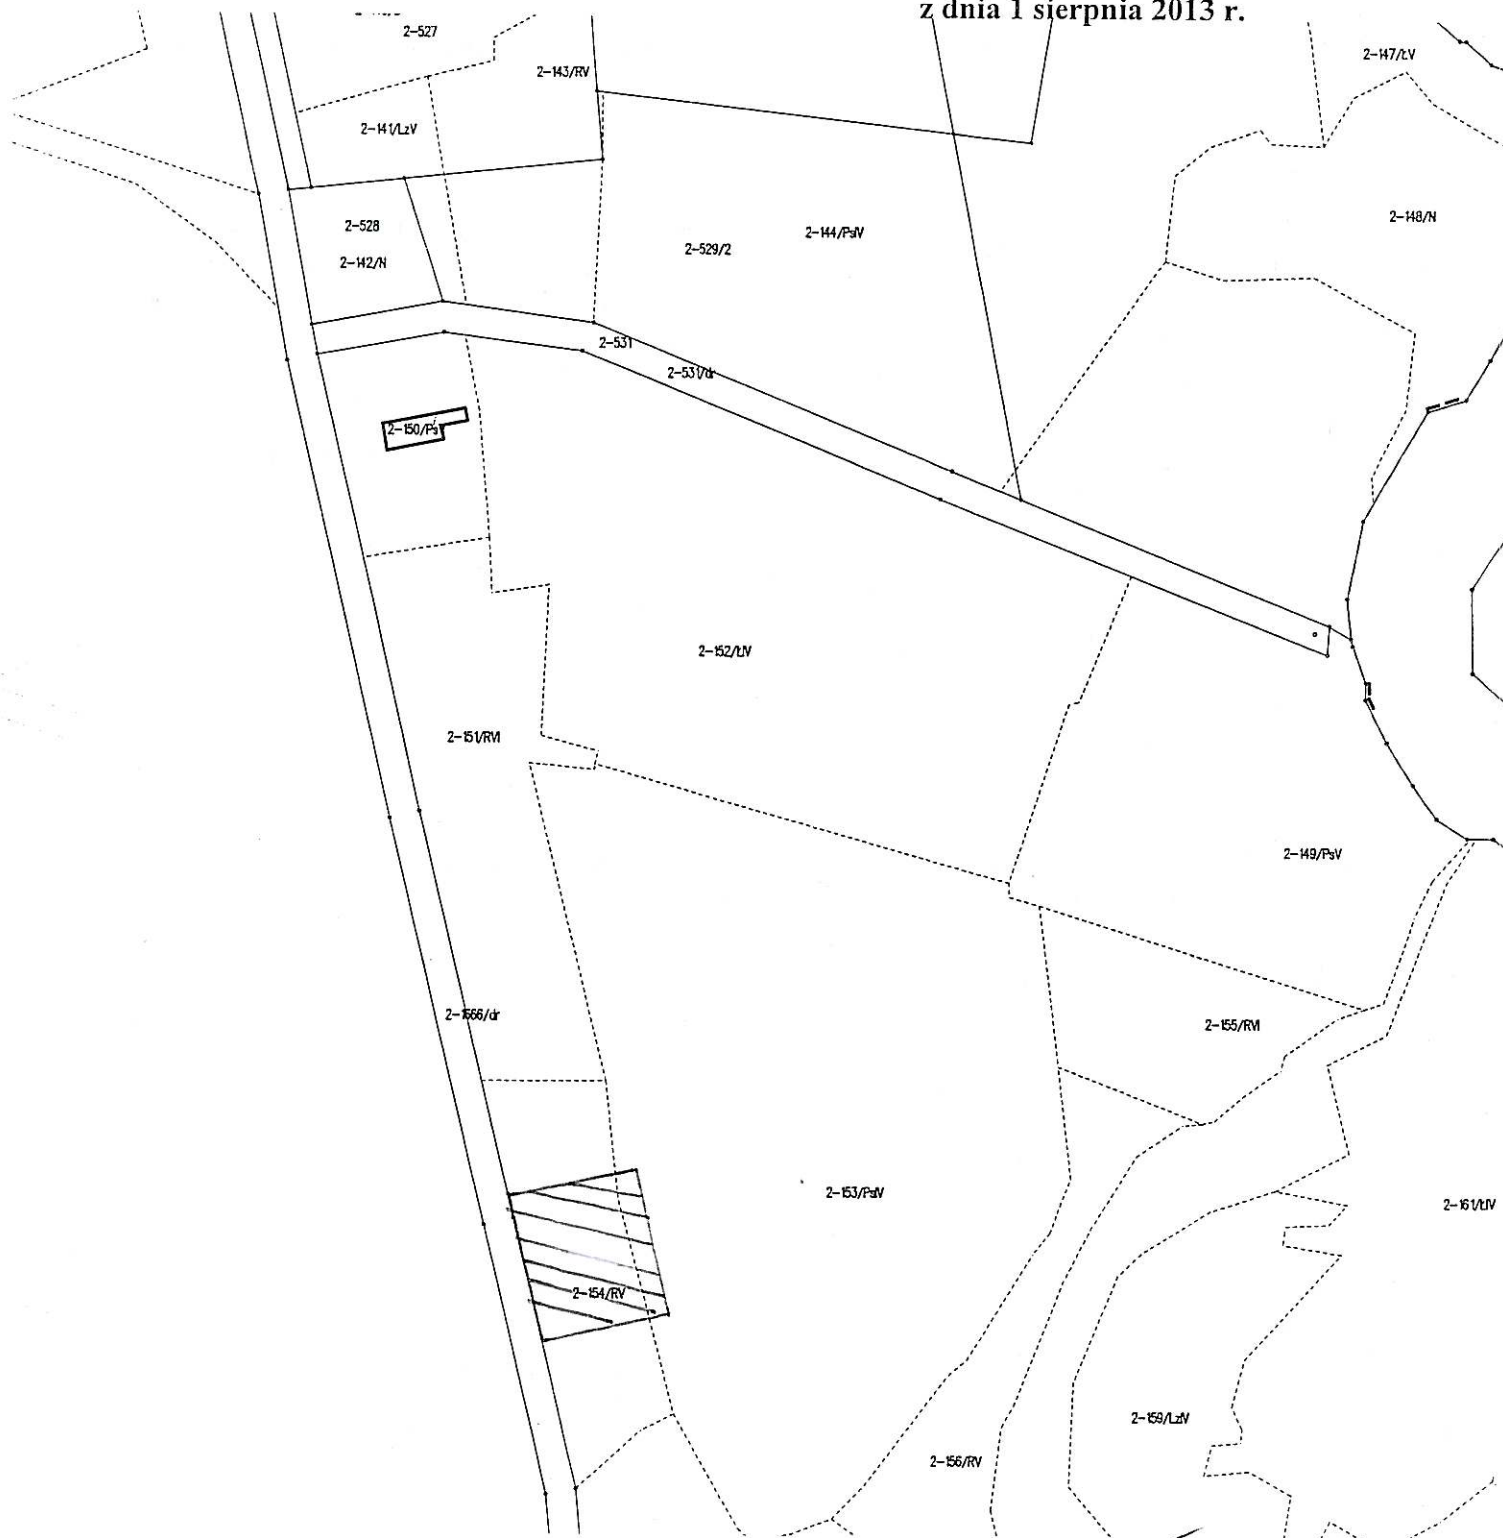 z dnia 1 sierpnia 2013 r.
2-527
2-147/ŁV
2-143/RV
2-141/LzV
2-528
2-148/N
2-144/PsIV
2-529/2
2-142/N
2-531
2-531/dr
2-150/Ps
2-152/ŁIV
2-151/RVI
2-149/PsV
2-1566/dr
2-155/RVI
2-153/PsIV
2-161/ŁIV
2-154/RV
2-159/LzIV
2-156/RV